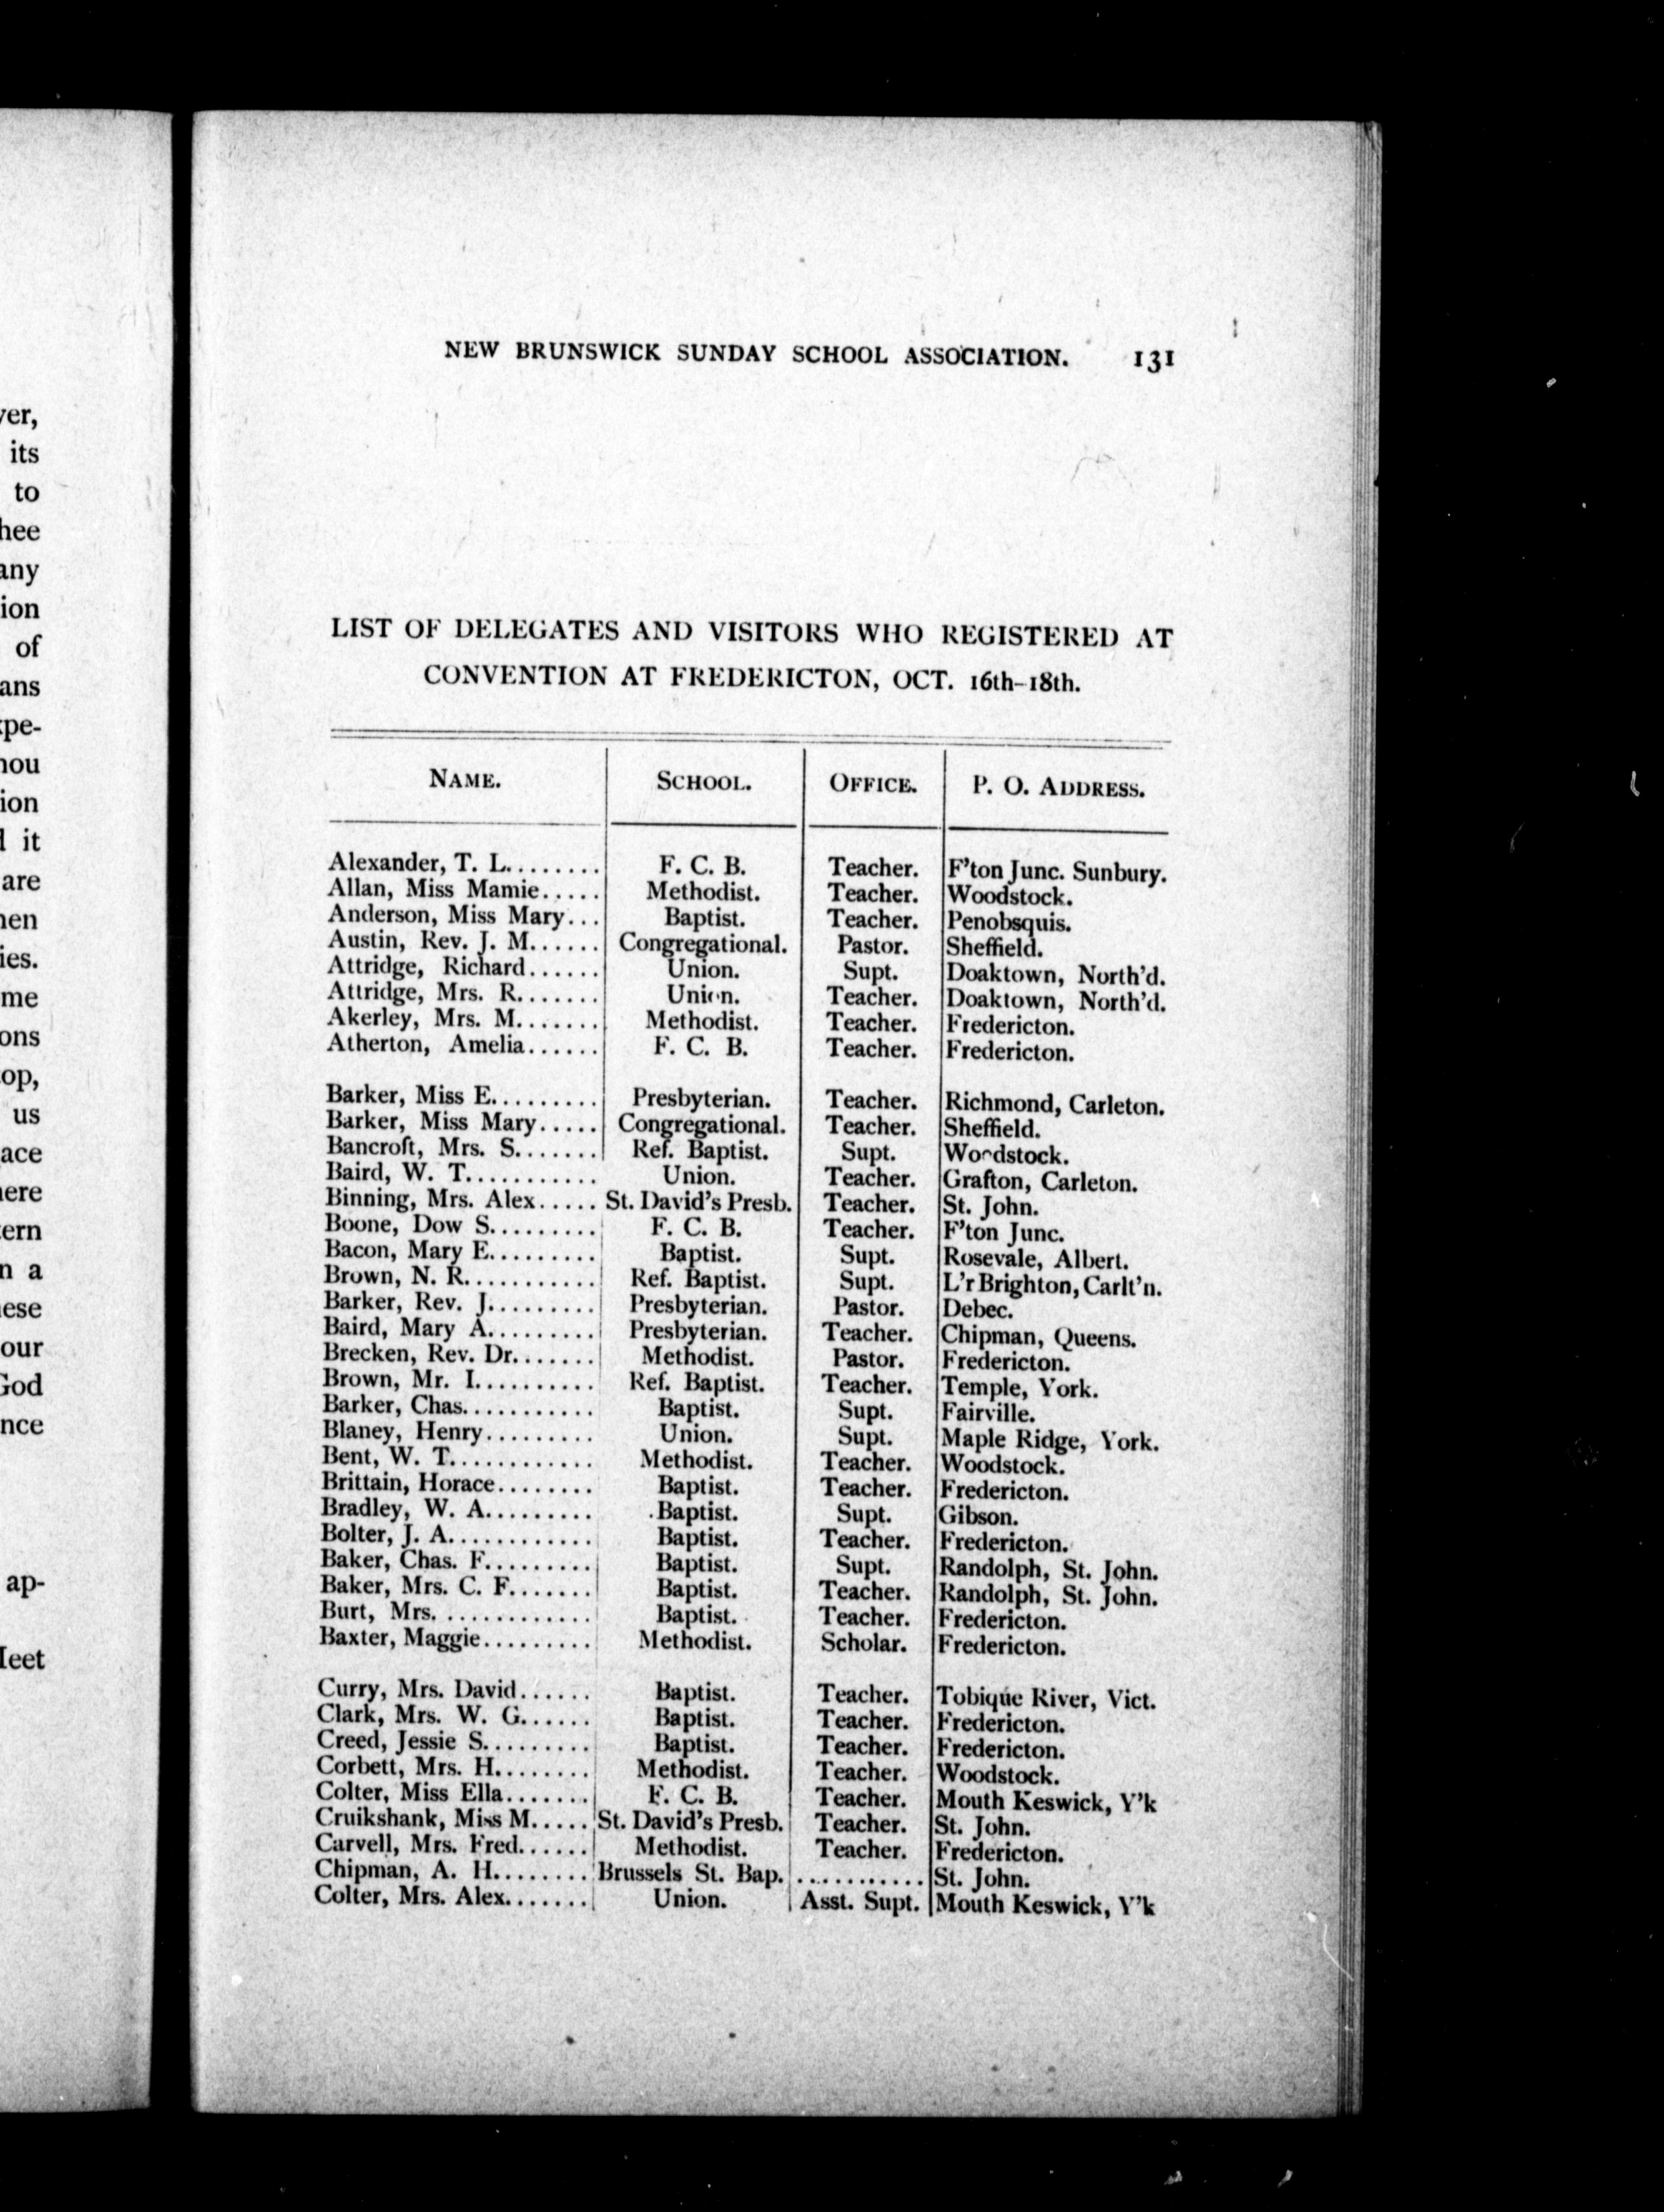 NEW BRUNSWICK SUNDAY SCHOOL ASSOCIATION. 131
LIST OF DELEGATES AND VISITORS WHO REGISTERED AT
CONVENTION AT FREDERICTON, OCT. 16th-18th.
NAME. SCHOOL. OFFICE. P. O. ADDRESS.
Alexander, T. L........ F. C. B. Teacher. F'ton Junc. Sunbury.
Allan, Miss Mamie..... Methodist. Teacher. Woodstock.
Anderson, Miss Mary... Baptist. Teacher. Penobsquis.
Austin, Rev. J. M...... Congregational. Pastor. Sheffield.
Attridge, Richard...... Union. Supt. Doaktown, North'd.
Attridge, Mrs. R....... Union. Teacher. Doaktown, North'd.
Akerley, Mrs. M....... Methodist. Teacher. Fredericton.
Atherton, Amelia...... F. C. B. Teacher. Fredericton.
Barker, Miss E......... Presbyterian. Teacher. Richmond, Carleton.
Barker, Miss Mary..... Congregational. Teacher. Sheffield.
Bancroft, Mrs. S....... Ref. Baptist. Supt. Woodstock.
Baird, W. T........... Union. Teacher. Grafton, Carleton.
Binning, Mrs. Alex..... St. David's Presb. Teacher. St. John.
Boone, Dow S......... F. C. B. Teacher. F'ton Junc.
Bacon, Mary E......... Baptist. Supt. Rosevale, Albert.
Brown, N. R........... Ref. Baptist. Supt. L'r Brighton, Carlt'n.
Barker, Rev. J......... Presbyterian. Pastor. Debec.
Baird, Mary A......... Presbyterian. Teacher. Chipman, Queens.
Brecken, Rev. Dr....... Methodist. Pastor. Fredericton.
Brown, Mr. I.......... Ref. Baptist. Teacher. Temple, York.
Barker, Chas........... Baptist. Supt. Fairville.
Blaney, Henry......... Union. Supt. Maple Ridge, York.
Bent, W. T............ Methodist. Teacher. Woodstock.
Brittain, Horace........ Baptist. Teacher. Fredericton.
Bradley, W. A......... Baptist. Supt. Gibson.
Bolter, J. A............ Baptist. Teacher. Fredericton.
Baker, Chas. F......... Baptist. Supt. Randolph, St. John.
Baker, Mrs. C. F....... Baptist. Teacher. Randolph, St. John.
Burt, Mrs. ............ Baptist. Teacher. Fredericton.
Baxter, Maggie......... Methodist. Scholar. Fredericton.
Curry, Mrs. David...... Baptist. Teacher. Tobique River, Vict.
Clark, Mrs. W. G...... Baptist. Teacher. Fredericton.
Creed, Jessie S......... Baptist. Teacher. Fredericton.
Corbett, Mrs. H........ Methodist. Teacher. Woodstock.
Colter, Miss Ella....... F. C. B. Teacher. Mouth Keswick, Y'k
Cruikshank, Miss M..... St. David's Presb. Teacher. St. John.
Carvell, Mrs. Fred...... Methodist. Teacher. Fredericton.
Chipman, A. H........ Brussels St. Bap. ........... St. John.
Colter, Mrs. Alex....... Union. Asst. Supt. Mouth Keswick, Y'k